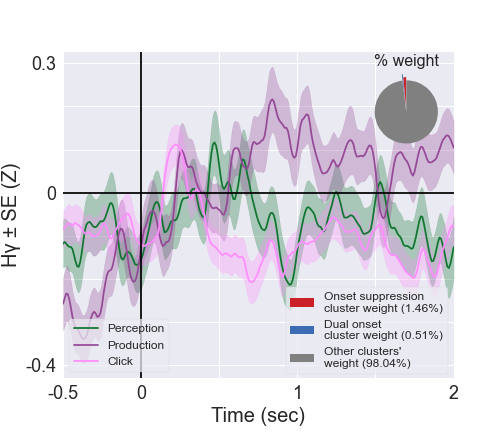 % weight
0.3
0
-0.4
Hγ ± SE (Z)
Perception
Production
Click
Onset suppression
cluster weight (1.46%)
Dual onset
cluster weight (0.51%)
Other clusters'
weight (98.04%)
-0.5
0
1
2
Time (sec)